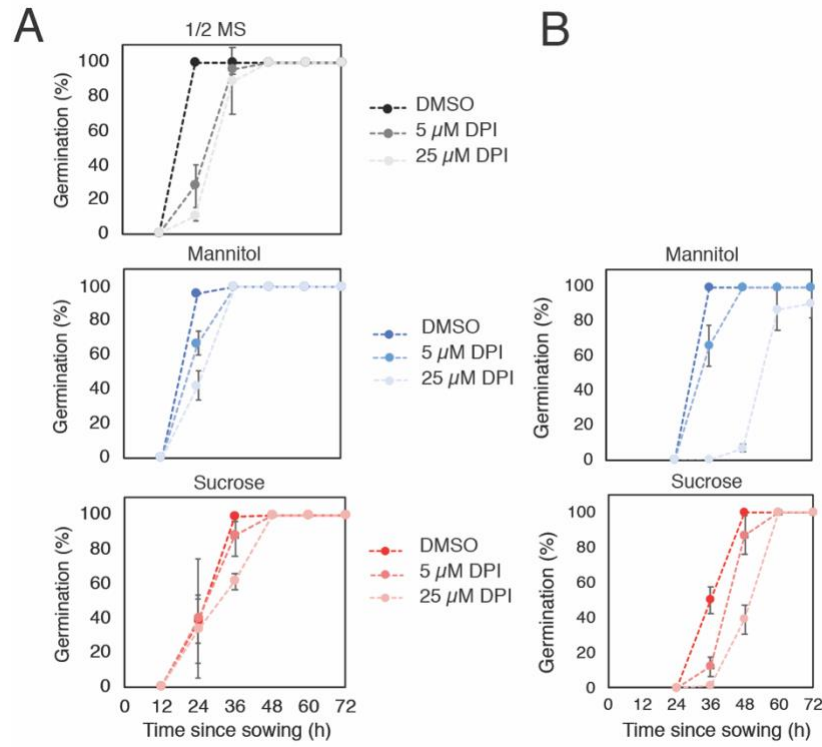 A
1/2 MS
Germination (%)
100
80
60
40
20
0
DMSO
5 µM DPI
25 µM DPI
Mannitol
Germination (%)
100
80
60
40
20
0
DMSO
5 µM DPI
25 µM DPI
Sucrose
Germination (%)
100
80
60
40
20
0
0 12 24 36 48 60 72
Time since sowing (h)
DMSO
5 µM DPI
25 µM DPI
B
Mannitol
Germination (%)
100
80
60
40
20
0
Sucrose
Germination (%)
100
80
60
40
20
0
0 12 24 36 48 60 72
Time since sowing (h)